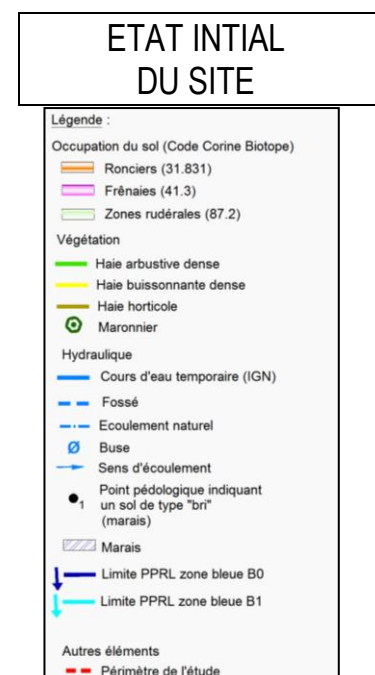 ETAT INTIAL
DU SITE
Légende :
Occupation du sol (Code Corine Biotope)
Ronciers (31.831)
Frênaies (41.3)
Zones rudérales (87.2)
Végétation
Haie arbustive dense
Haie buissonnante dense
Haie horticole
Maronnier
Hydraulique
Cours d'eau temporaire (IGN)
Fossé
Ecoulement naturel
Buse
Sens d'écoulement
1 Point pédologique indiquant
un sol de type "bri"
(marais)
Marais
Limite PPRL zone bleue B0
Limite PPRL zone bleue B1
Autres éléments
Périmètre de l'étude